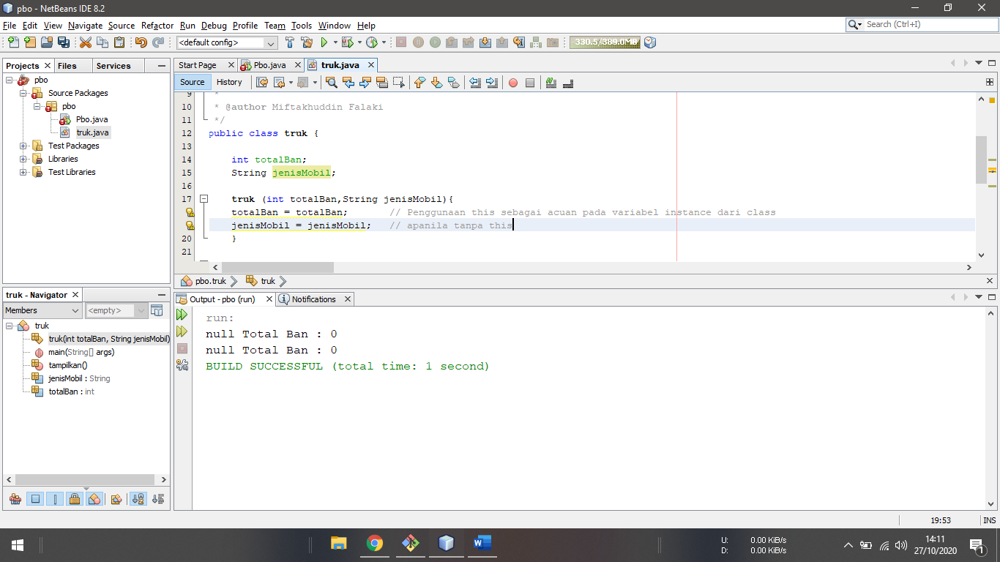 pbo - NetBeans IDE 8.2
File Edit View Navigate Source Refactor Run Debug Profile Team Tools Window Help
Search (Ctrl+I)
<default config>
330.5/389.0MB
Projects
Files
Services
pbo
Source Packages
pbo
Pbo.java
truk.java
Test Packages
Libraries
Test Libraries
Start Page
Pbo.java
truk.java
Source
History
9 *
10 * @author Miftakhuddin Falaki
11 */
12 public class truk {
13
14 int totalBan;
15 String jenisMobil;
16
17 truk (int totalBan,String jenisMobil){
totalBan = totalBan; // Penggunaan this sebagai acuan pada variabel instance dari class
jenisMobil = jenisMobil; // apanila tanpa this
20 }
21
pbo.truk
truk
truk - Navigator
Members
<empty>
truk
truk(int totalBan, String jenisMobil)
main(String[] args)
tampilkan()
jenisMobil : String
totalBan : int
Output - pbo (run)
Notifications
run:
null Total Ban : 0
null Total Ban : 0
BUILD SUCCESSFUL (total time: 1 second)
19:53
INS
U: 0.00 KiB/s
D: 0.00 KiB/s
14:11
27/10/2020
1